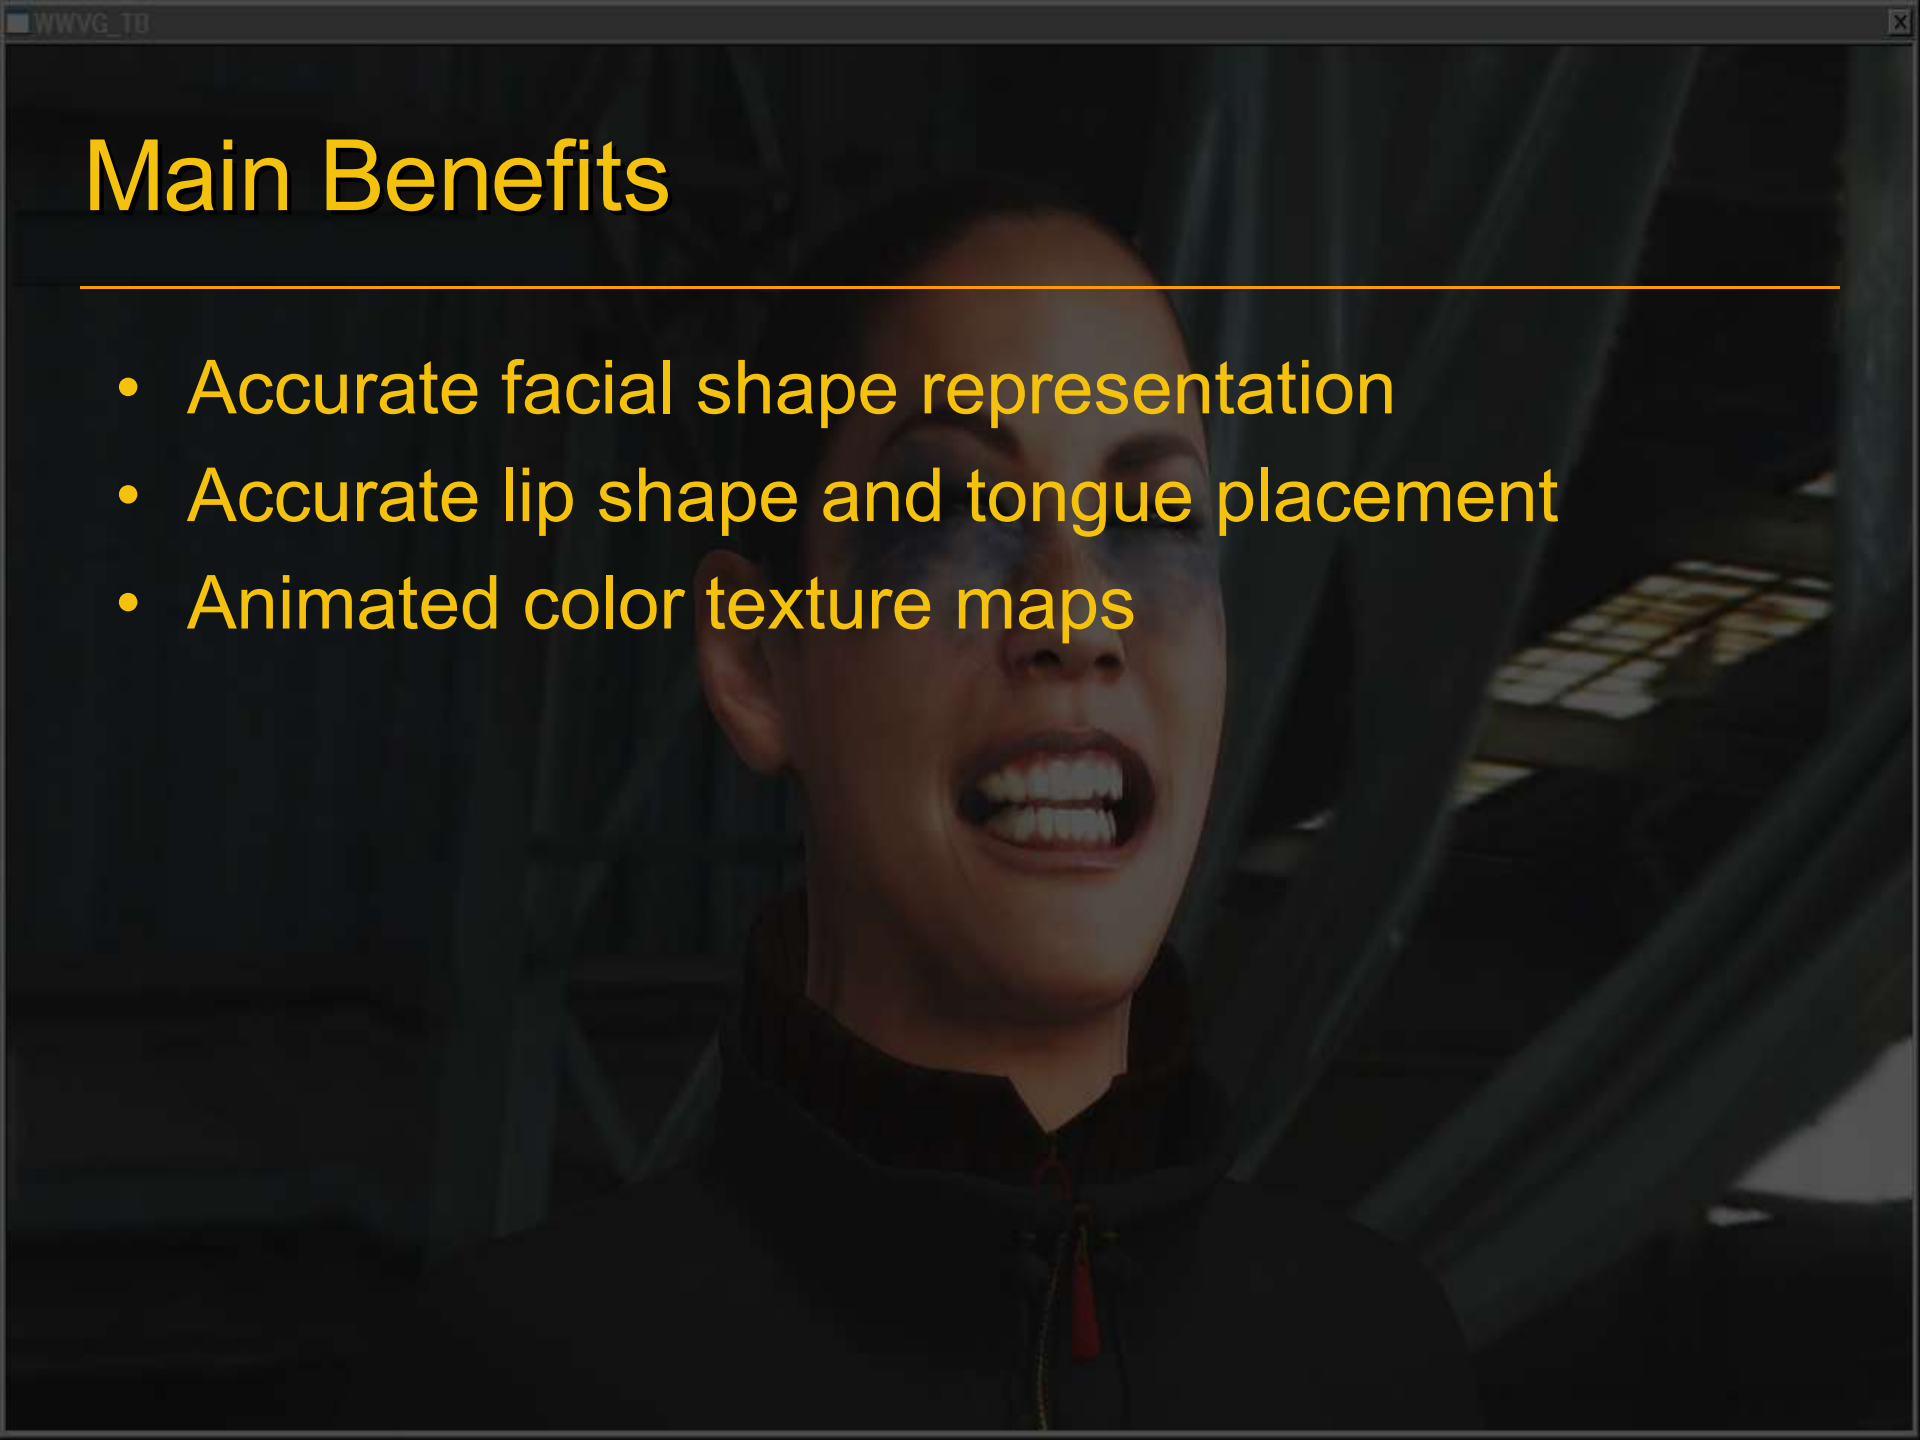 WWVG_TB
Main Benefits
• Accurate facial shape representation
• Accurate lip shape and tongue placement
• Animated color texture maps